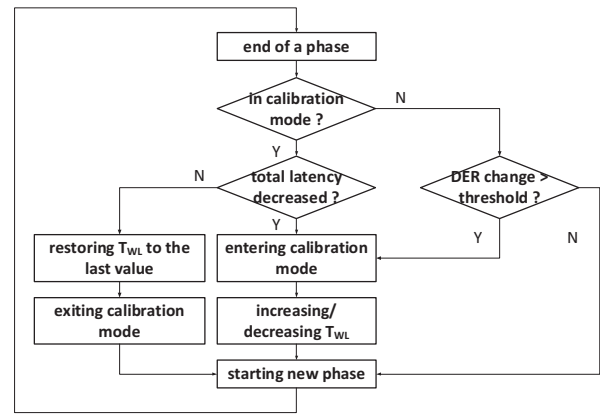 end of a phase
in calibration
mode ?
N
Y
total latency
decreased ?
N
DER change >
threshold ?
Y
Y
N
restoring TWL to the
last value
entering calibration
mode
exiting calibration
mode
increasing/
decreasing TWL
starting new phase